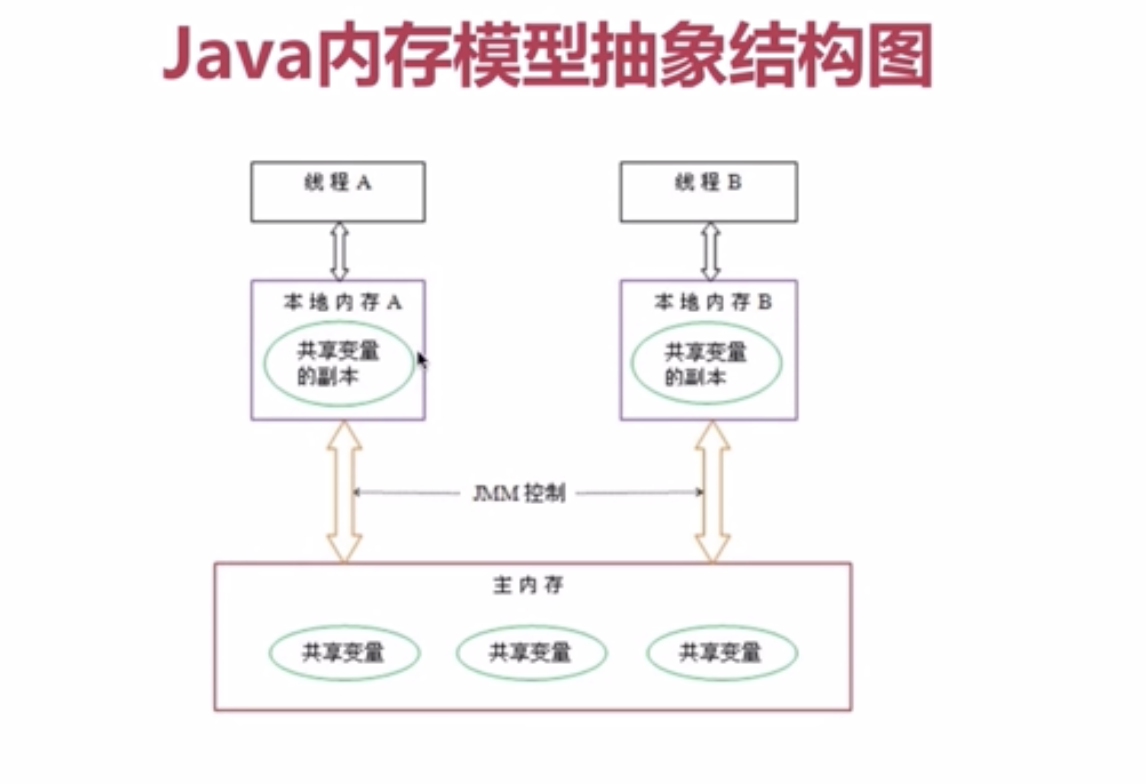 Java内存模型抽象结构图
线程 A
线程 B
本地内存 A
本地内存 B
共享变量
的副本
共享变量
的副本
JMM 控制
主内存
共享变量
共享变量
共享变量